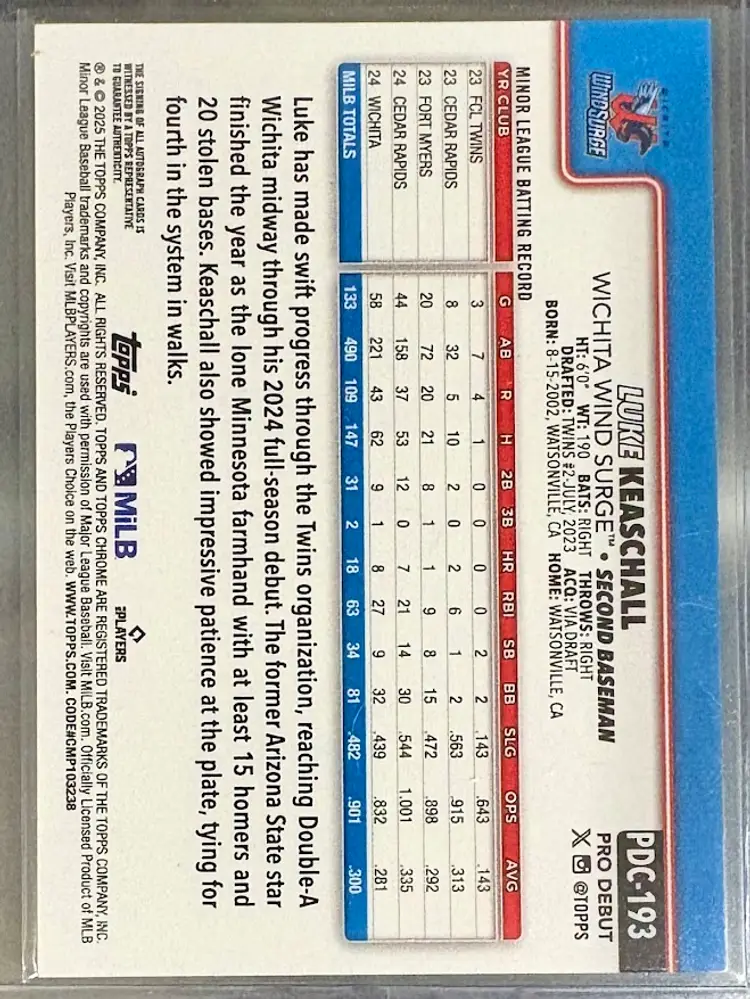 WICHITA
WIND SURGE
LUKE KEASCHALL
WICHITA WIND SURGE™ • SECOND BASEMAN
HT: 6'0" WT: 190 BATS: RIGHT THROWS: RIGHT
DRAFTED: TWINS #2-JULY, 2023 ACQ: VIA DRAFT
BORN: 8-15-2002, WATSONVILLE, CA HOME: WATSONVILLE, CA
PDC-193
PRO DEBUT
X @TOPPS
MINOR LEAGUE BATTING RECORD
YR CLUB G AB R H 2B 3B HR RBI SB BB SLG OPS AVG
23 FCL TWINS 3 7 4 1 0 0 0 0 2 2 .143 .643 .143
23 CEDAR RAPIDS 8 32 5 10 2 0 2 6 1 2 .563 .915 .313
23 FORT MYERS 20 72 20 21 8 1 1 9 8 15 .472 .898 .292
24 CEDAR RAPIDS 44 158 37 53 12 0 7 21 14 30 .544 1.001 .335
24 WICHITA 58 221 43 62 9 1 8 27 9 32 .439 .832 .281
MILB TOTALS 133 490 109 147 31 2 18 63 34 81 .482 .901 .300
Luke has made swift progress through the Twins organization, reaching Double-A
Wichita midway through his 2024 full-season debut. The former Arizona State star
finished the year as the lone Minnesota farmhand with at least 15 homers and
20 stolen bases. Keaschall also showed impressive patience at the plate, tying for
fourth in the system in walks.
THE SIGNING OF ALL AUTOGRAPH CARDS IS
WITNESSED BY A TOPPS REPRESENTATIVE
TO GUARANTEE AUTHENTICITY.
topps
MiLB
PLAYERS
® & © 2025 THE TOPPS COMPANY, INC. ALL RIGHTS RESERVED. TOPPS AND TOPPS CHROME ARE REGISTERED TRADEMARKS OF THE TOPPS COMPANY, INC.
Minor League Baseball trademarks and copyrights are used with permission of Major League Baseball. Visit MiLB.com. Officially Licensed Product of MLB
Players, Inc. Visit MLBPLAYERS.com, the Players Choice on the web. WWW.TOPPS.COM. CODE#CMP103238